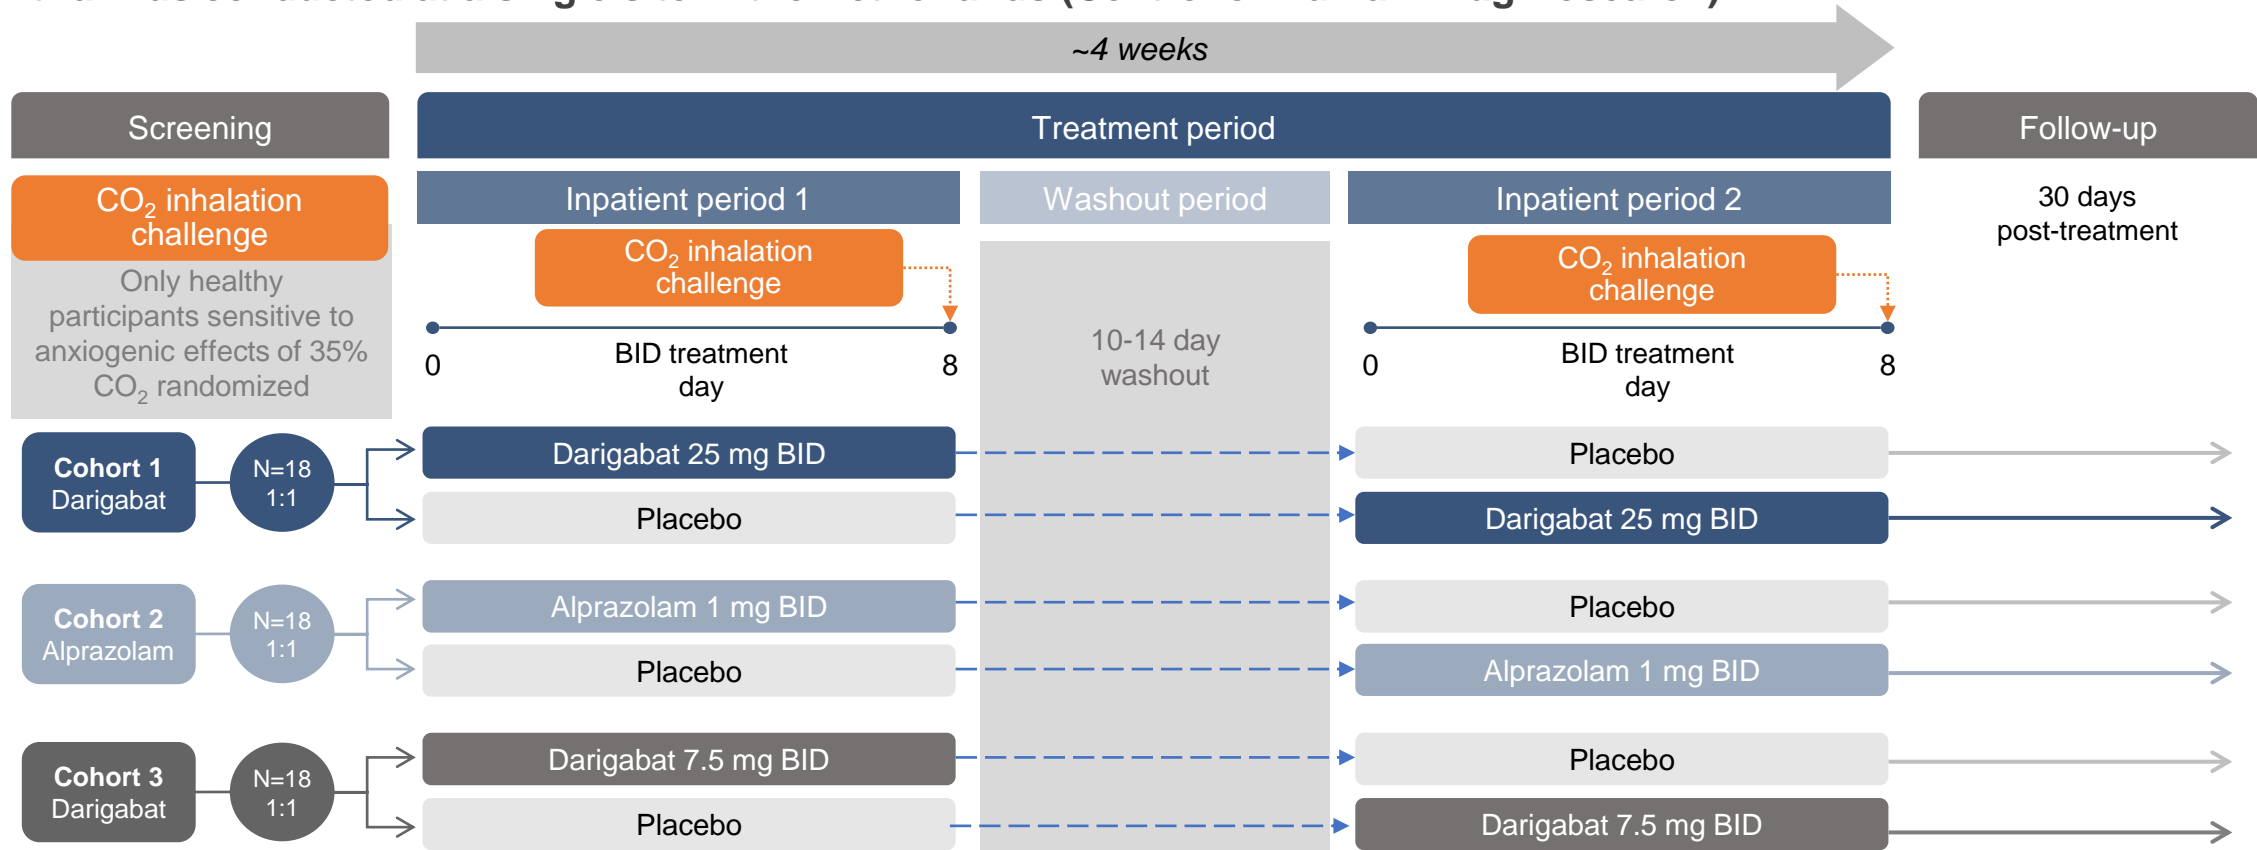 ~4 weeks
Screening
Treatment period
Follow-up
CO2 inhalation
challenge
Only healthy
participants sensitive to
anxiogenic effects of 35%
CO2 randomized
Inpatient period 1
Washout period
Inpatient period 2
30 days
post-treatment
CO2 inhalation
challenge
0
BID treatment
day
8
10-14 day
washout
CO2 inhalation
challenge
0
BID treatment
day
8
Cohort 1
Darigabat
N=18
1:1
Darigabat 25 mg BID
Placebo
Placebo
Darigabat 25 mg BID
Cohort 2
Alprazolam
N=18
1:1
Alprazolam 1 mg BID
Placebo
Placebo
Alprazolam 1 mg BID
Cohort 3
Darigabat
N=18
1:1
Darigabat 7.5 mg BID
Placebo
Placebo
Darigabat 7.5 mg BID